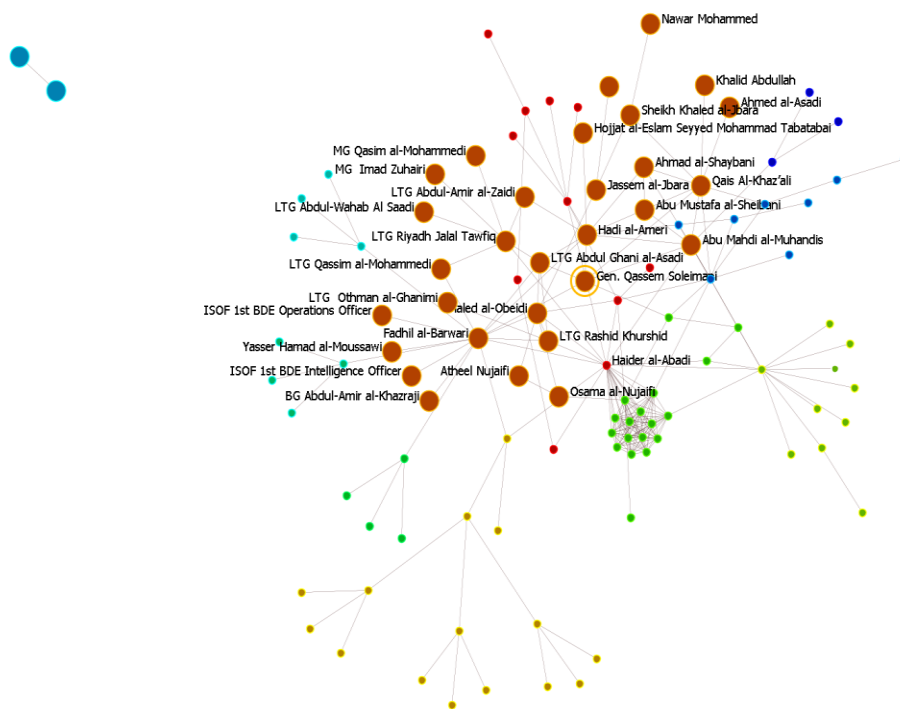 Nawar Mohammed
Khalid Abdullah
Ahmed al-Asadi
Sheikh Khaled al-Jbara
Hojjat al-Eslam Seyyed Mohammad Tabatabai
MG Qasim al-Mohammedi
MG Imad Zuhairi
Ahmad al-Shaybani
Qais Al-Khaz'ali
LTG Abdul-Amir al-Zaidi
Jassem al-Jbara
LTG Abdul-Wahab Al Saadi
Abu Mustafa al-Sheibani
LTG Riyadh Jalal Tawfiq
Hadi al-Ameri
Abu Mahdi al-Muhandis
LTG Abdul Ghani al-Asadi
LTG Qassim al-Mohammedi
Gen. Qassem Soleimani
LTG Othman al-Ghanimi
ISOF 1st BDE Operations Officer
al-Obeidi
Fadhil al-Barwari
LTG Rashid Khurshid
Yasser Hamad al-Moussawi
Haider al-Abadi
ISOF 1st BDE Intelligence Officer
Atheel Nujaifi
BG Abdul-Amir al-Khazraji
Osama al-Nujaifi